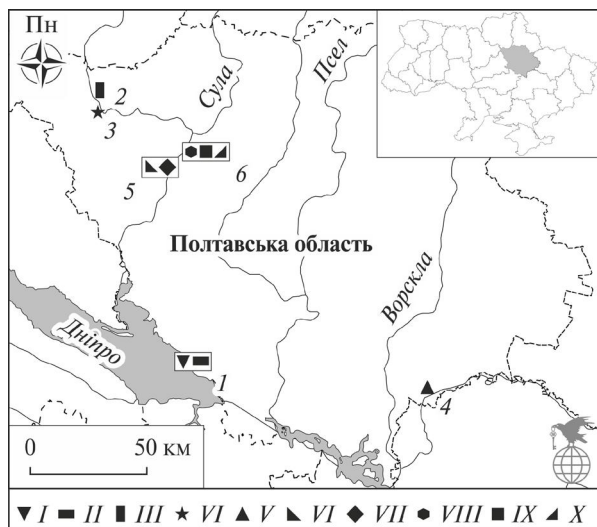 Пн
Сула
Псел
2
3
5
6
Полтавська область
Ворскла
Дніпро
1
4
0 50 км
I II III VI V VI VII VIII IX X